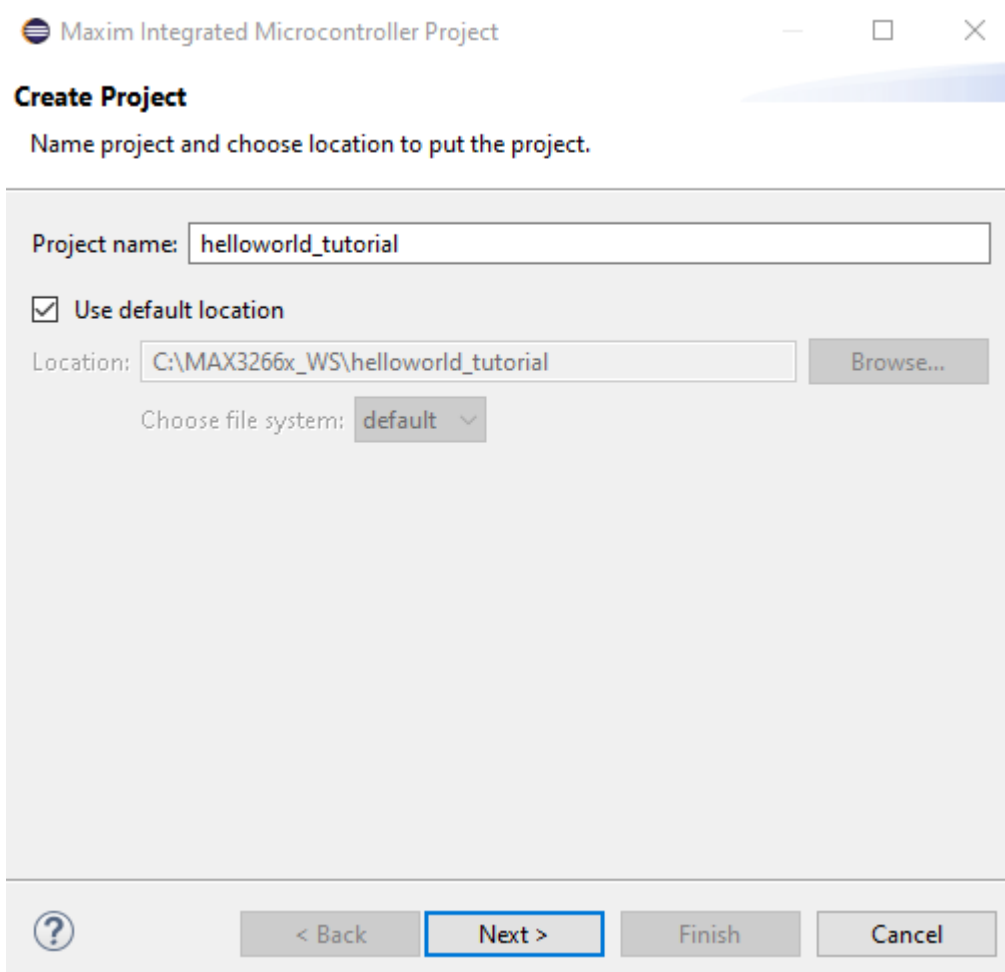 Maxim Integrated Microcontroller Project
Create Project
Name project and choose location to put the project.
Project name: helloworld_tutorial
Use default location
Location: C:\MAX3266x_WS\helloworld_tutorial Browse...
Choose file system: default
? < Back Next > Finish Cancel